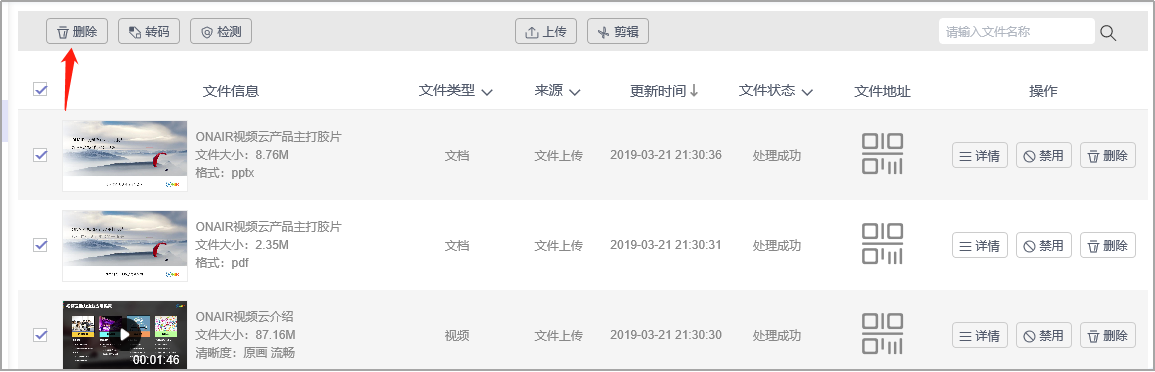 删除 转码 检测 上传 剪辑 请输入文件名称
文件信息 文件类型 来源 更新时间 文件状态 文件地址 操作
ONAIR视频云产品主打胶片
文件大小：8.76M
格式：pptx
文档 文件上传 2019-03-21 21:30:36 处理成功 详情 禁用 删除
ONAIR视频云产品主打胶片
文件大小：2.35M
格式：pdf
文档 文件上传 2019-03-21 21:30:31 处理成功 详情 禁用 删除
00:01:46
ONAIR视频云介绍
文件大小：87.16M
清晰度：原画 流畅
视频 文件上传 2019-03-21 21:30:30 处理成功 详情 禁用 删除